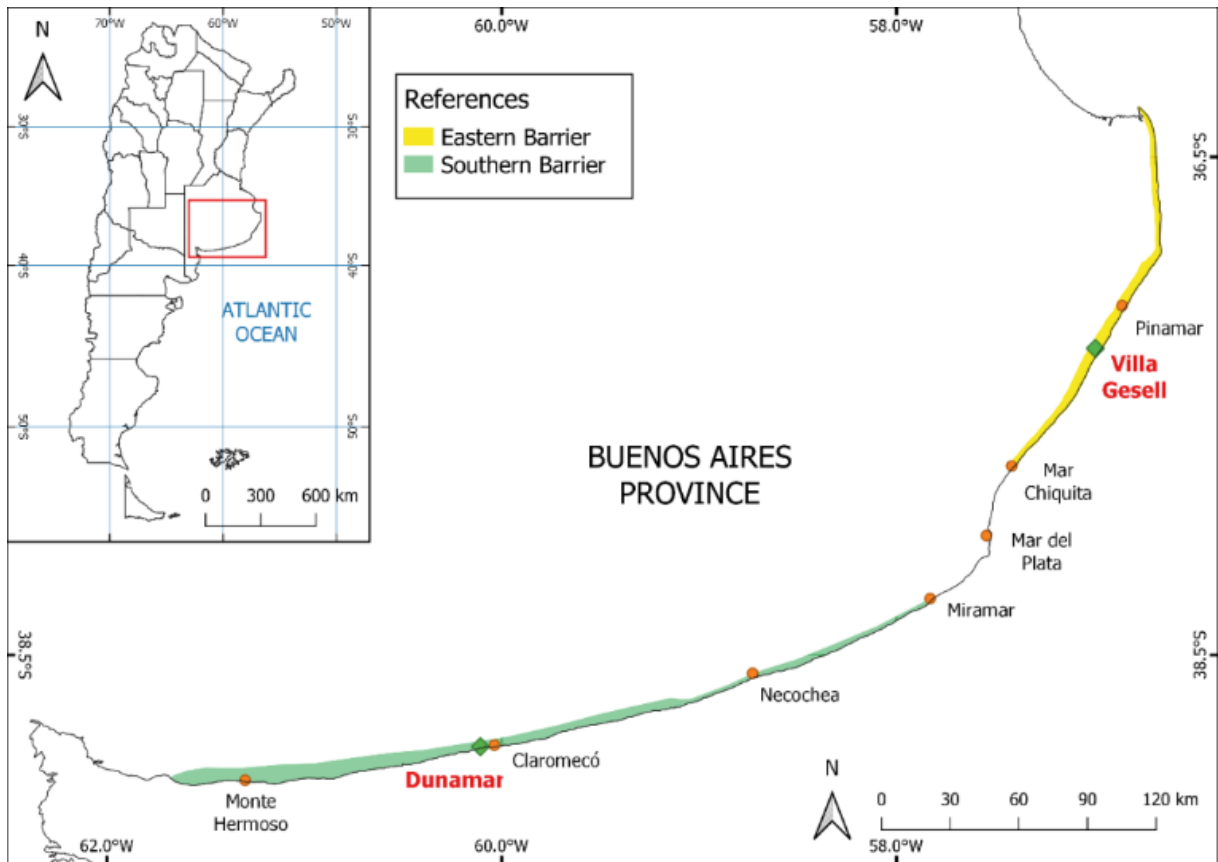 70°W
60°W
50°W
N
30°S
30°S
40°S
40°S
50°S
50°S
ATLANTIC
OCEAN
0 300 600 km
60.0°W
58.0°W
References
Eastern Barrier
Southern Barrier
36.5°S
Pinamar
Villa
Gesell
BUENOS AIRES
PROVINCE
Mar
Chiquita
Mar del
Plata
Miramar
38.5°S
38.5°S
Necochea
Claromecó
Dunamar
Monte
Hermoso
N
0 30 60 90 120 km
62.0°W
60.0°W
58.0°W